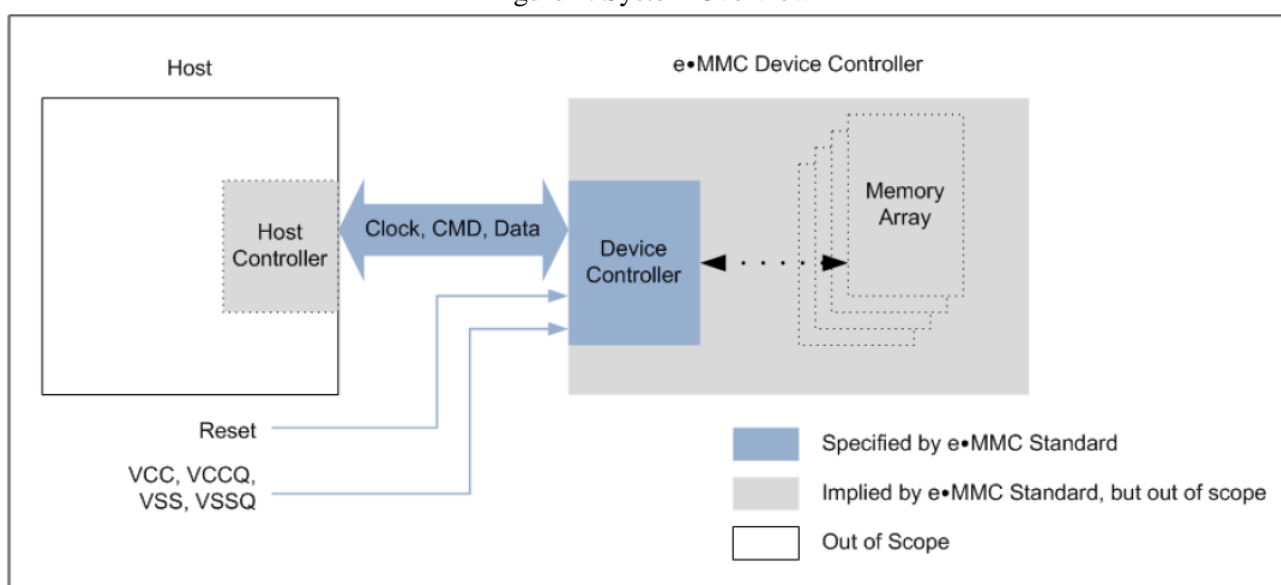 Host
e•MMC Device Controller
Host
Controller
Clock, CMD, Data
Device
Controller
Memory
Array
Reset
VCC, VCCQ,
VSS, VSSQ
Specified by e•MMC Standard
Implied by e•MMC Standard, but out of scope
Out of Scope